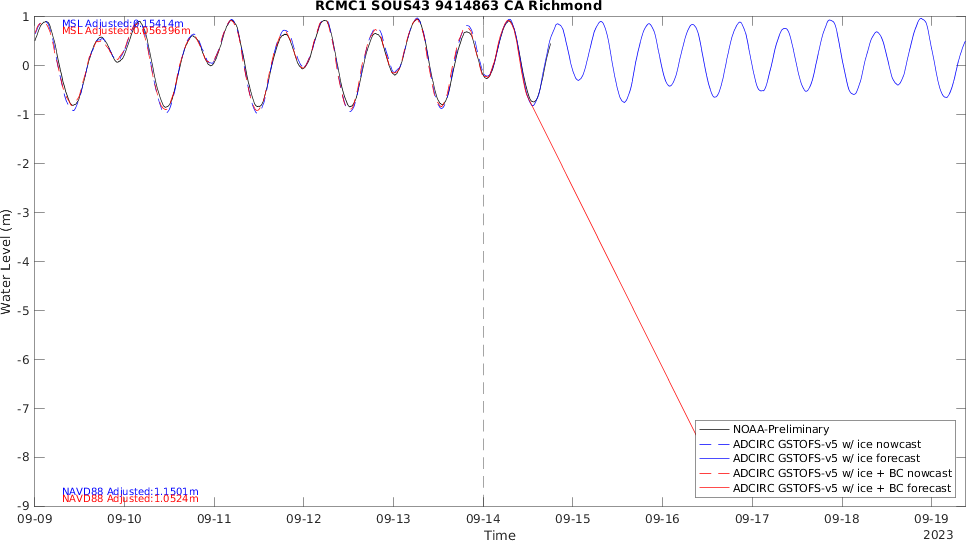 RCMC1 SOUS43 9414863 CA Richmond
MSL Adjusted:0.15414m
MSL Adjusted:0.056396m
1
0
-1
-2
-3
-4
-5
-6
-7
-8
-9
Water Level (m)
NOAA-Preliminary
ADCIRC GSTOFS-v5 w/ ice nowcast
ADCIRC GSTOFS-v5 w/ ice forecast
ADCIRC GSTOFS-v5 w/ ice + BC nowcast
ADCIRC GSTOFS-v5 w/ ice + BC forecast
NAVD88 Adjusted:1.1501m
NAVD88 Adjusted:1.0524m
09-09 09-10 09-11 09-12 09-13 09-14 09-15 09-16 09-17 09-18 09-19
Time
2023